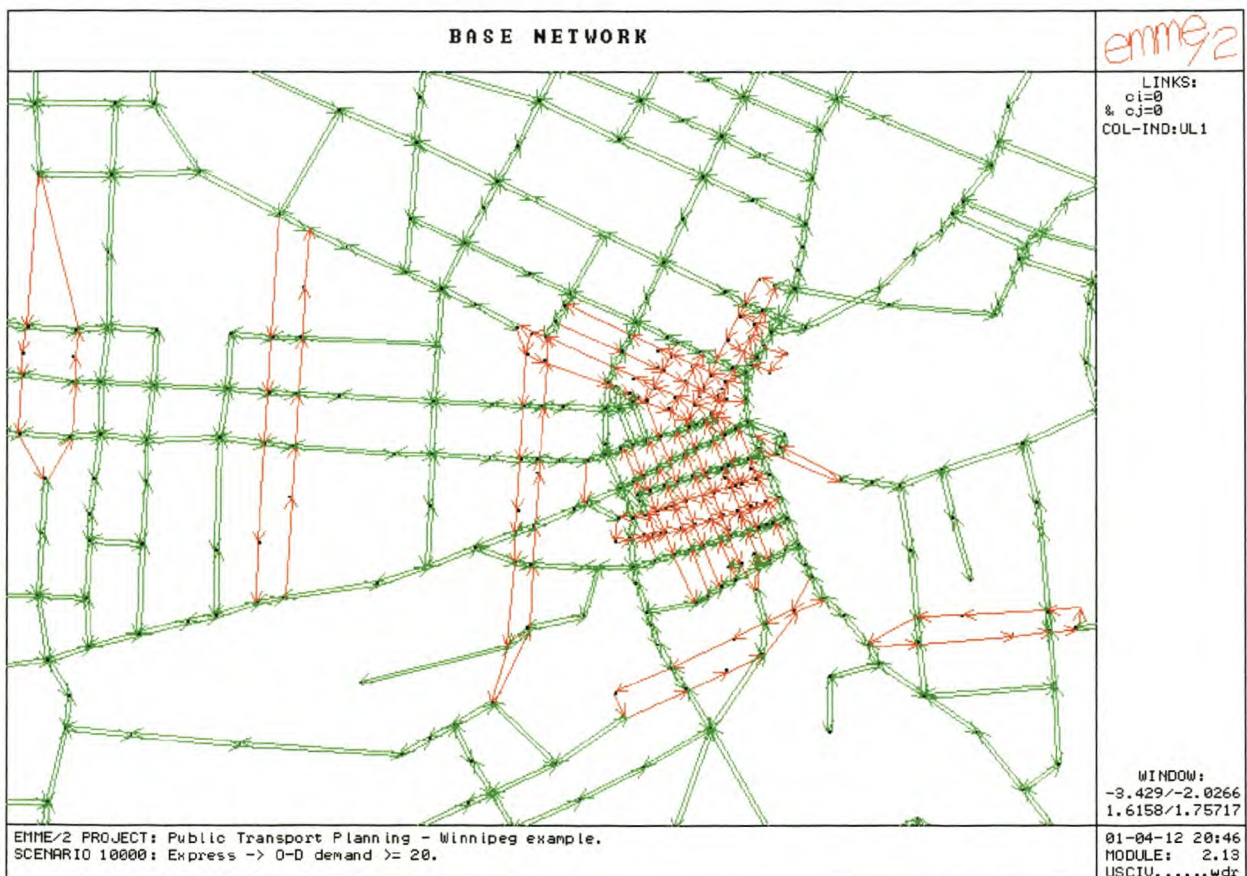 BASE NETWORK
emme/2
LINKS:
ci=0
& cj=0
COL-IND:UL1
WINDOW:
-3.429/-2.0266
1.6158/1.75717
EMME/2 PROJECT: Public Transport Planning - Winnipeg example.
SCENARIO 10000: Express -> O-D demand >= 20.
01-04-12 20:46
MODULE: 2.13
USCIV......wdr